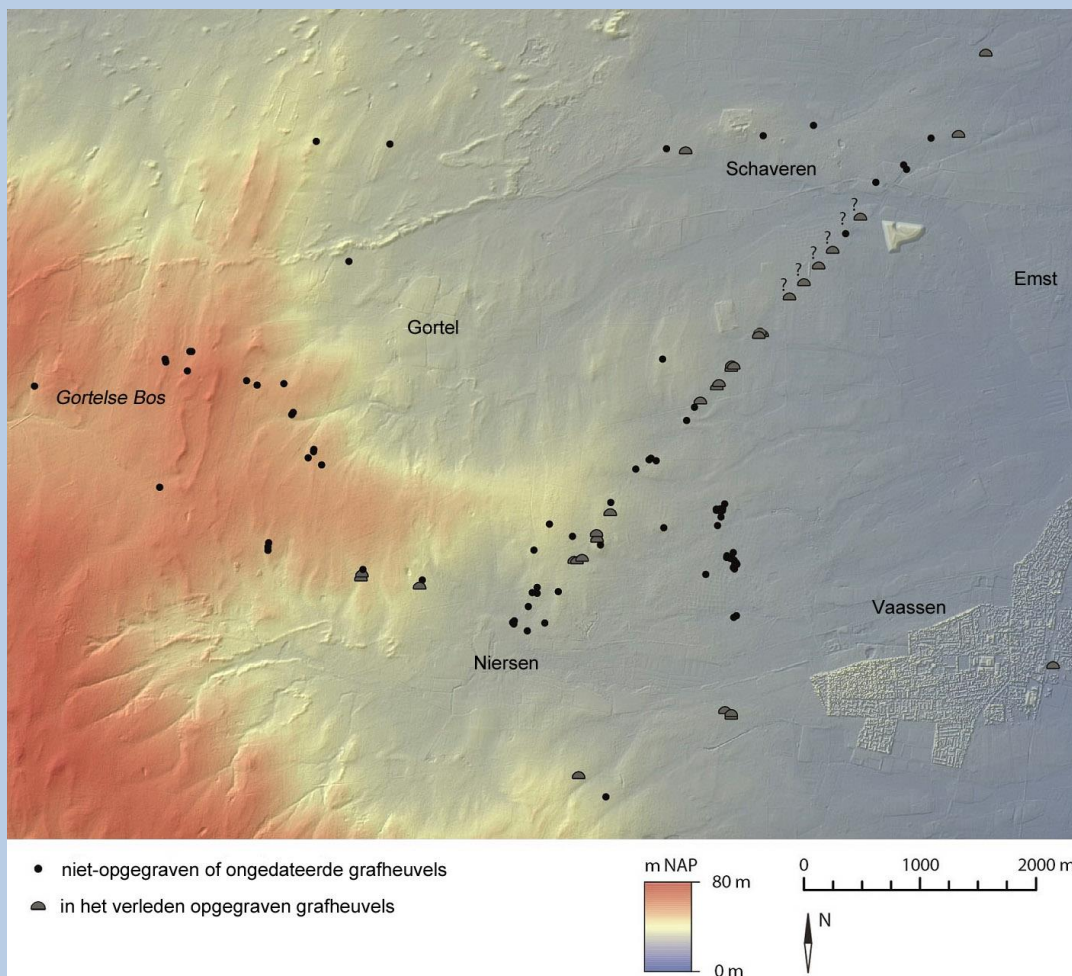 Schaveren
?
?
?
?
?
?
Emst
Gortel
Gortelse Bos
Vaassen
Niersen
niet-opgegraven of ongedateerde grafheuvels
in het verleden opgegraven grafheuvels
m NAP
80 m
0 m
0 1000 2000 m
N